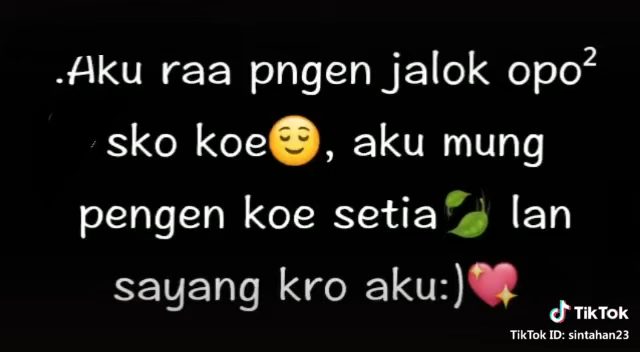 .Aku raa pngen jalok opo²
sko koe😌, aku mung
pengen koe setia🍃 lan
sayang kro aku:)💖
TikTok
TikTok ID: sintahan23